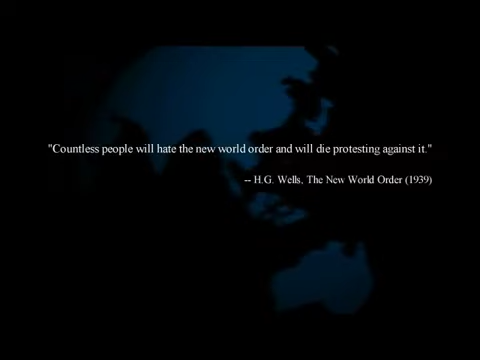 "Countless people will hate the new world order and will die protesting against it."
-- H.G. Wells, The New World Order (1939)